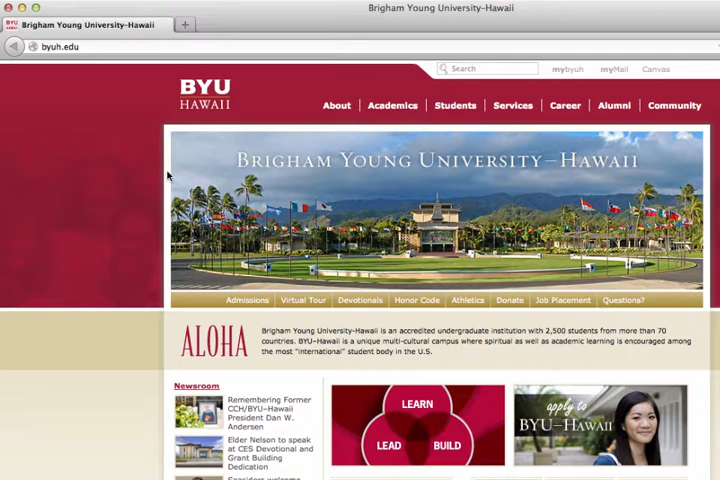 Brigham Young University-Hawaii
BYU
Brigham Young University-Hawaii
byuh.edu
Search
mybyuh
myMail
Canvas
BYU
HAWAII
About
Academics
Students
Services
Career
Alumni
Community
BRIGHAM YOUNG UNIVERSITY–HAWAII
Admissions
Virtual Tour
Devotionals
Honor Code
Athletics
Donate
Job Placement
Questions?
ALOHA
Brigham Young University-Hawaii is an accredited undergraduate institution with 2,500 students from more than 70
countries. BYU-Hawaii is a unique multi-cultural campus where spiritual as well as academic learning is encouraged among
the most "international" student body in the U.S.
Newsroom
Remembering Former
CCH/BYU-Hawaii
President Dan W.
Andersen
Elder Nelson to speak
at CES Devotional and
Grant Building
Dedication
LEARN
LEAD
BUILD
apply to
BYU–HAWAII